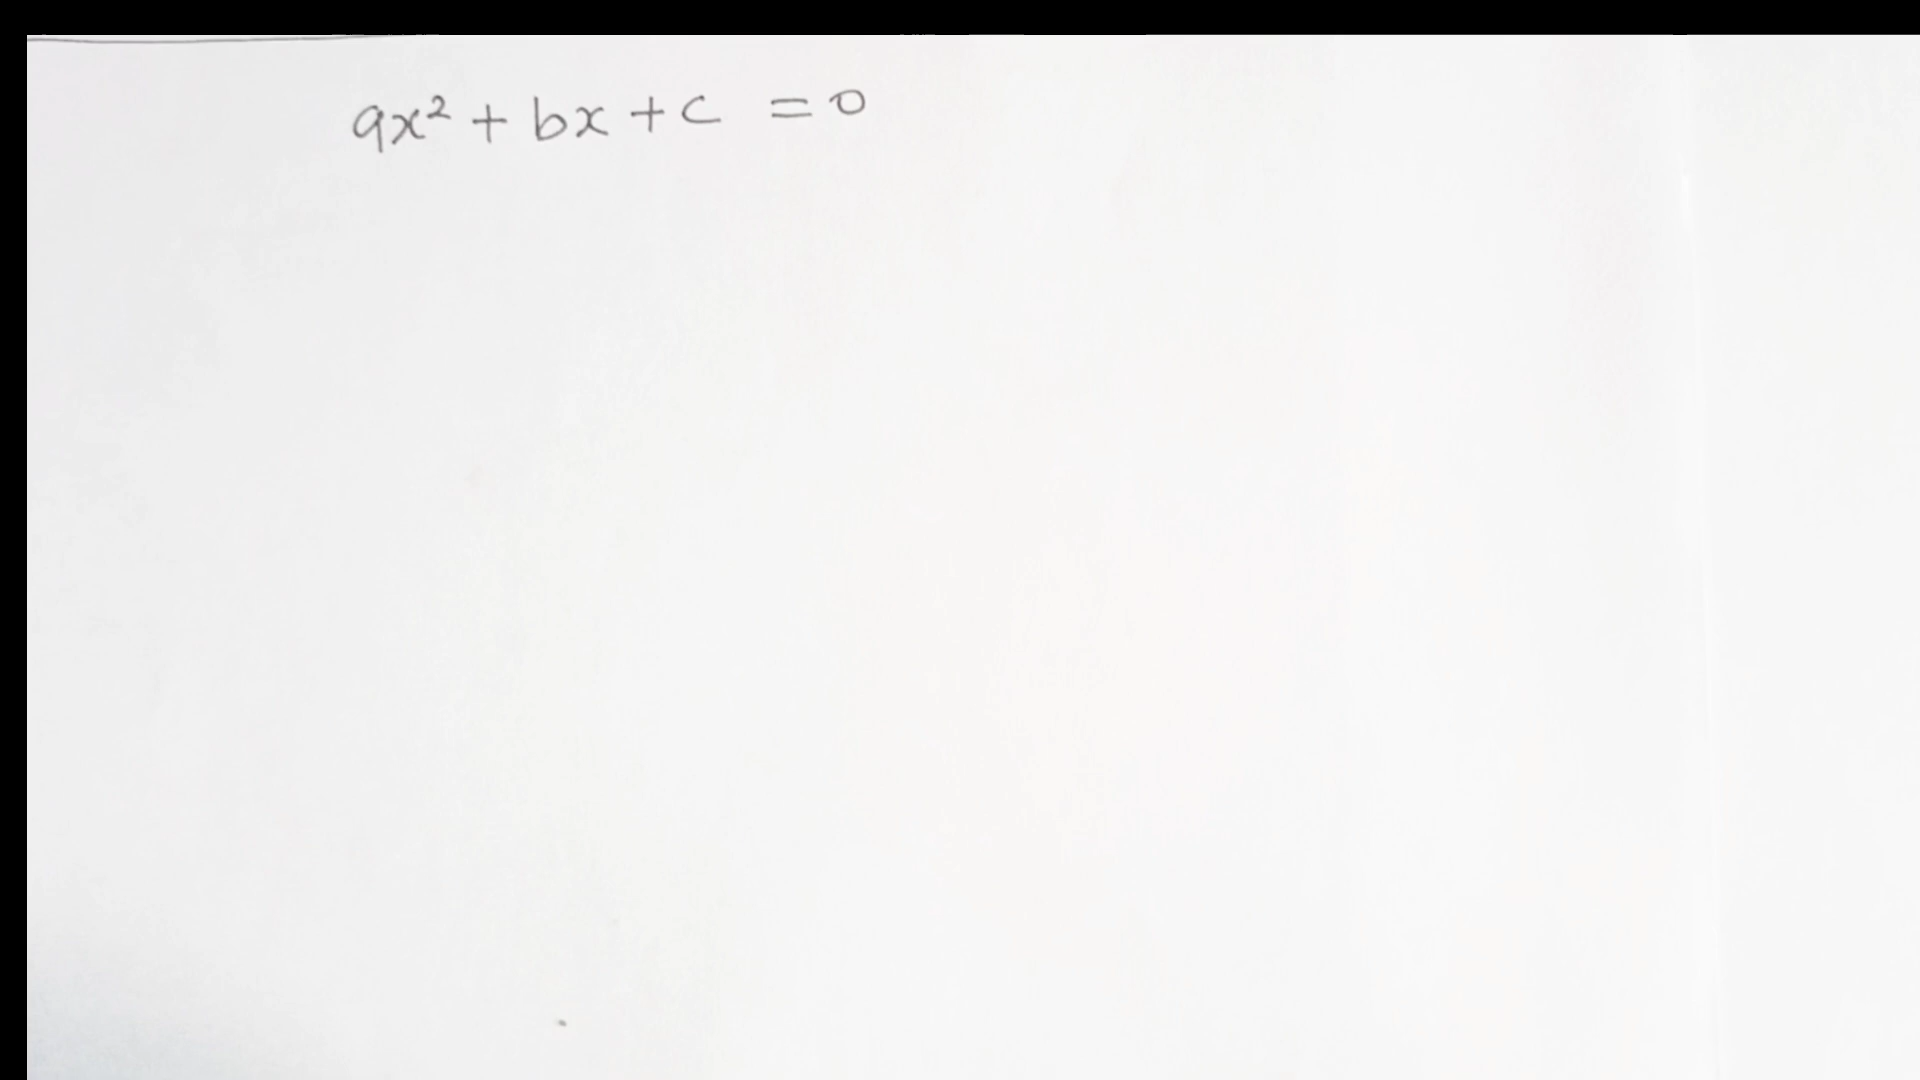 ax² + bx + c = 0